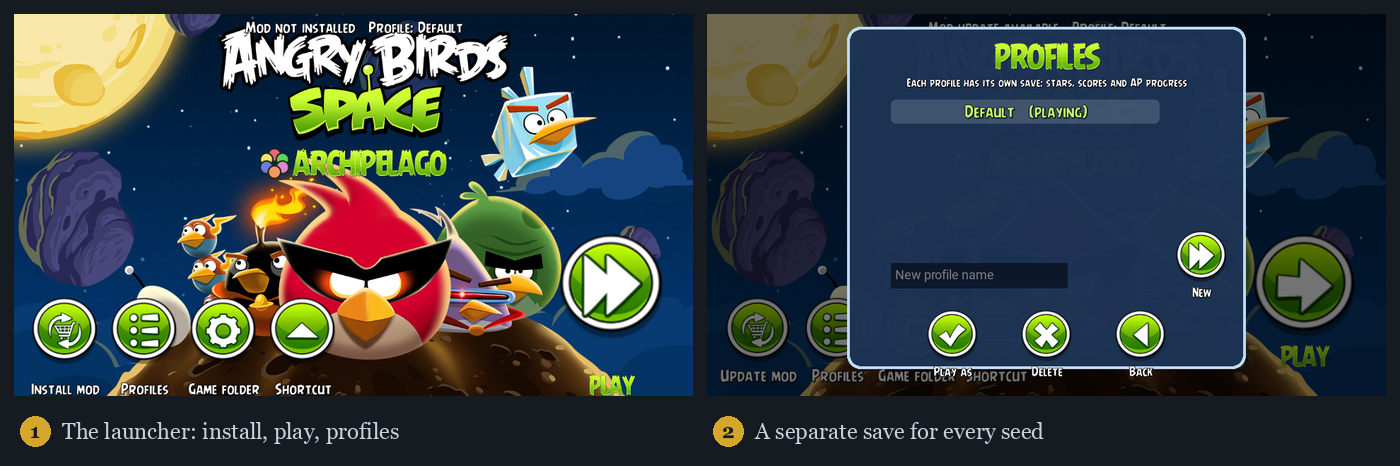 Mod not installed Profile: Default
ANGRY BIRDS
SPACE
ARCHIPELAGO
Install mod Profiles Game folder Shortcut
PLAY
1 The launcher: install, play, profiles
Mod update available Profile: Default
PROFILES
Each profile has its own save: stars, scores and AP progress
Default (playing)
New profile name
New
Play as Delete Back
Update mod Profiles Game folder Shortcut
PLAY
2 A separate save for every seed